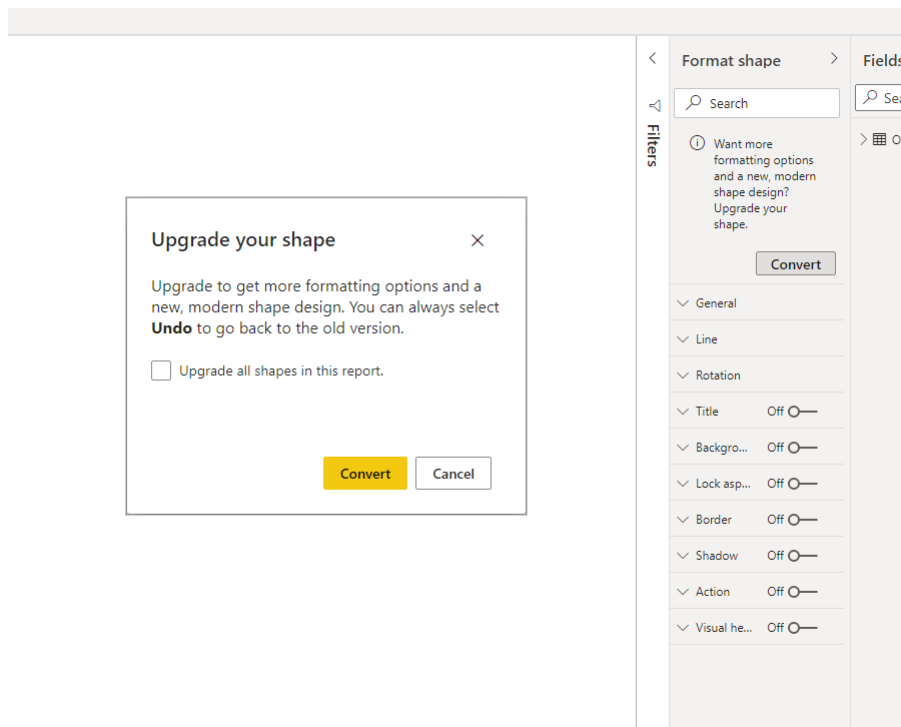 Format shape
Fields
Search
Sea
Filters
Want more
formatting options
and a new, modern
shape design?
Upgrade your
shape.
Convert
General
Line
Rotation
Title Off
Backgro... Off
Lock asp... Off
Border Off
Shadow Off
Action Off
Visual he... Off
Upgrade your shape
Upgrade to get more formatting options and a
new, modern shape design. You can always select
Undo to go back to the old version.
Upgrade all shapes in this report.
Convert
Cancel